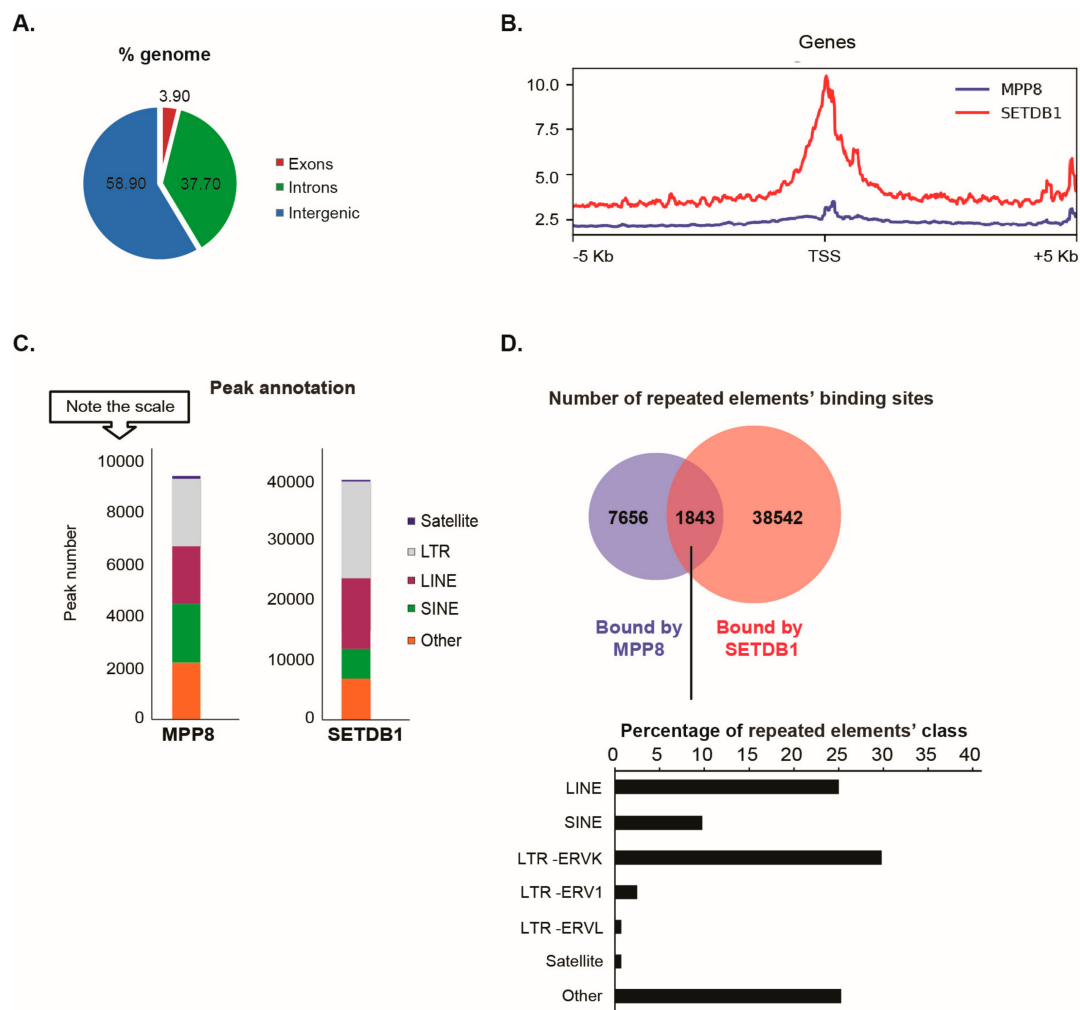 A.
% genome
3.90
58.90
37.70
Exons
Introns
Intergenic
B.
Genes
10.0
7.5
5.0
2.5
MPP8
SETDB1
-5 Kb
TSS
+5 Kb
C.
Peak annotation
Note the scale
Peak number
10000
8000
6000
4000
2000
0
MPP8
40000
30000
20000
10000
0
SETDB1
Satellite
LTR
LINE
SINE
Other
D.
Number of repeated elements’ binding sites
7656
1843
38542
Bound by
MPP8
Bound by
SETDB1
Percentage of repeated elements’ class
0 5 10 15 20 25 30 35 40
LINE
SINE
LTR -ERVK
LTR -ERV1
LTR -ERVL
Satellite
Other